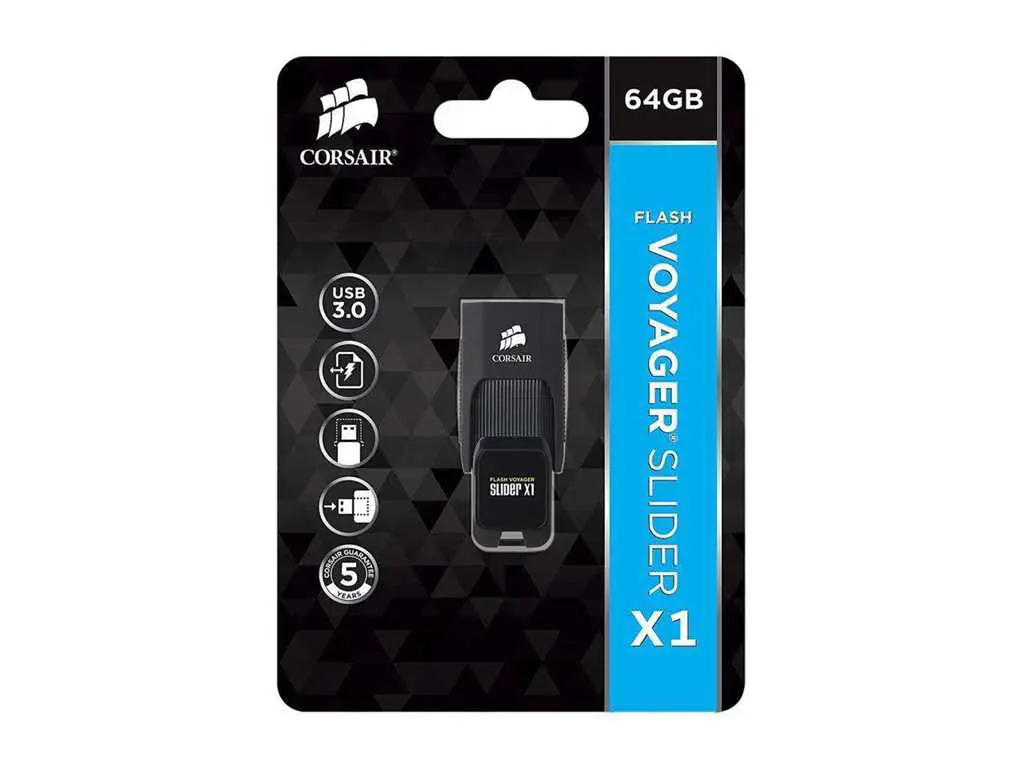 CORSAIR®
64GB
FLASH
VOYAGER® SLIDER
X1
USB
3.0
CORSAIR
FLASH VOYAGER
SLIDER X1
CORSAIR GUARANTEE
5
YEARS